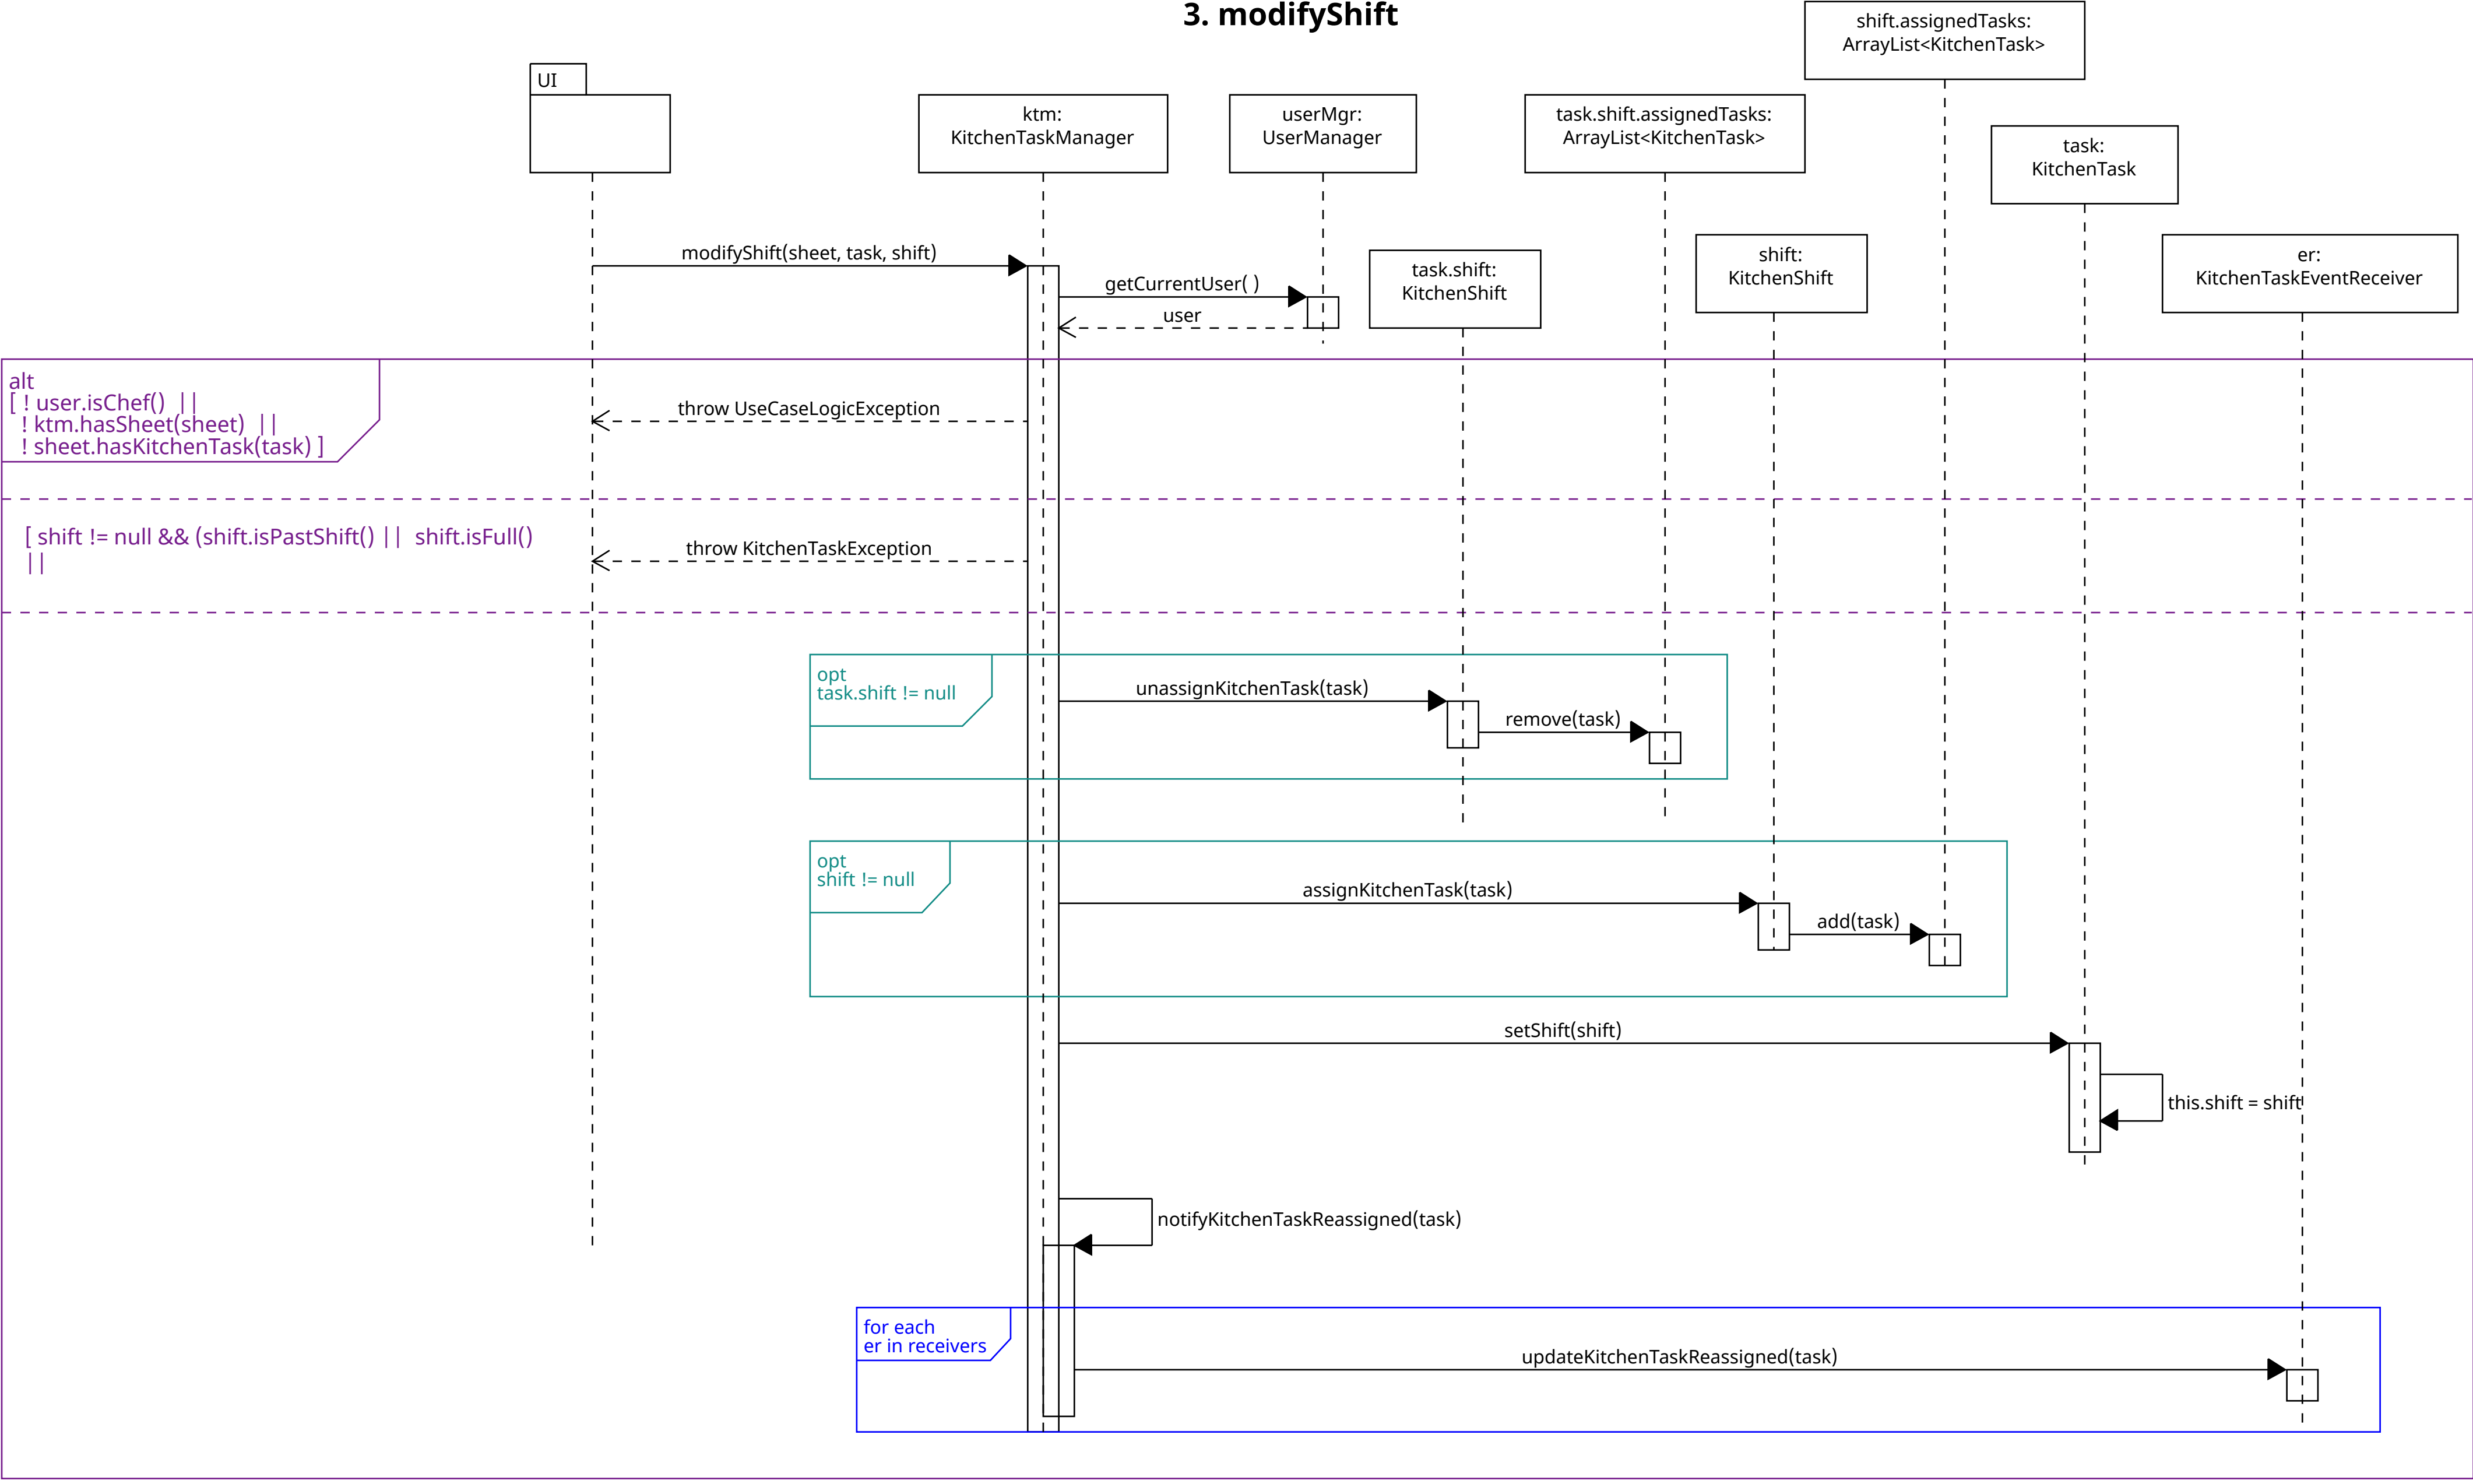 3. modifyShift
shift.assignedTasks:
ArrayList<KitchenTask>
UI
ktm:
KitchenTaskManager
userMgr:
UserManager
task.shift.assignedTasks:
ArrayList<KitchenTask>
task:
KitchenTask
modifyShift(sheet, task, shift)
getCurrentUser( )
user
task.shift:
KitchenShift
shift:
KitchenShift
er:
KitchenTaskEventReceiver
alt
[ ! user.isChef()  ||
! ktm.hasSheet(sheet)  ||
! sheet.hasKitchenTask(task) ]
throw UseCaseLogicException
[ shift != null && (shift.isPastShift() ||  shift.isFull()
||
throw KitchenTaskException
opt
task.shift != null
unassignKitchenTask(task)
remove(task)
opt
shift != null
assignKitchenTask(task)
add(task)
setShift(shift)
this.shift = shift
notifyKitchenTaskReassigned(task)
for each
er in receivers
updateKitchenTaskReassigned(task)